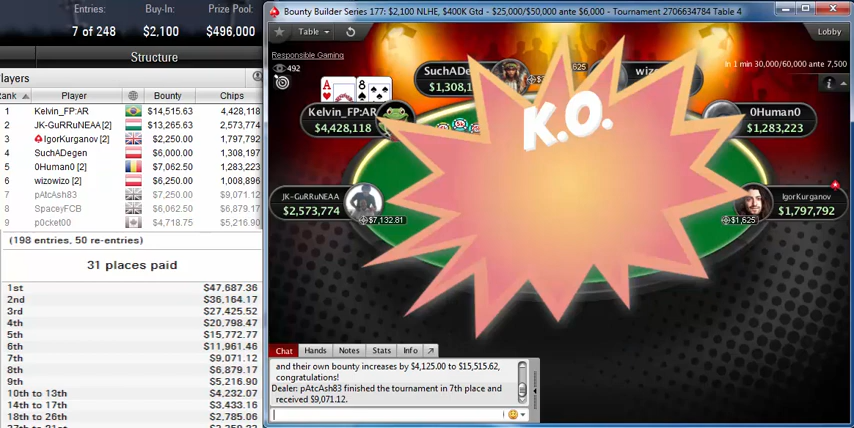 Entries:
Buy-In:
Prize Pool:
7 of 248
$2,100
$496,000
Structure
layers
ank
Player
Bounty
Chips
1 Kelvin_FP:AR $14,515.63 4,428,118
2 JK-GuRRuNEAA [2] $13,265.63 2,573,774
3 IgorKurganov [2] $2,250.00 1,797,792
4 SuchADegen $6,000.00 1,308,197
5 0Human0 [2] $7,062.50 1,283,223
6 wizowizo [2] $6,250.00 1,008,896
7 pAtcAsh83 $7,250.00 $9,071.12
8 SpaceyFCB $6,062.50 $6,879.17
9 p0cket00 $4,718.75 $5,216.90
(198 entries, 50 re-entries)
31 places paid
1st $47,687.36
2nd $36,164.17
3rd $27,425.52
4th $20,798.47
5th $15,772.77
6th $11,961.46
7th $9,071.12
8th $6,879.17
9th $5,216.90
10th to 13th $4,232.07
14th to 17th $3,433.16
18th to 26th $2,785.06
Bounty Builder Series 177: $2,100 NLHE, $400K Gtd - $25,000/$50,000 ante $6,000 - Tournament 2706634784 Table 4
Table
Lobby
Responsible Gaming
492
in 1 min 30,000/60,000 ante 7,500
A
8
SuchADe
$1,308,1
625
wiz
Kelvin_FP:AR
$4,428,118
K.O.
0Human0
$1,283,223
JK-GuRRuNEAA
$2,573,774
$7,132.81
IgorKurganov
$1,797,792
$1,625
Chat Hands Notes Stats Info
and their own bounty increases by $4,125.00 to $15,515.62,
congratulations!
Dealer: pAtcAsh83 finished the tournament in 7th place and
received $9,071.12.